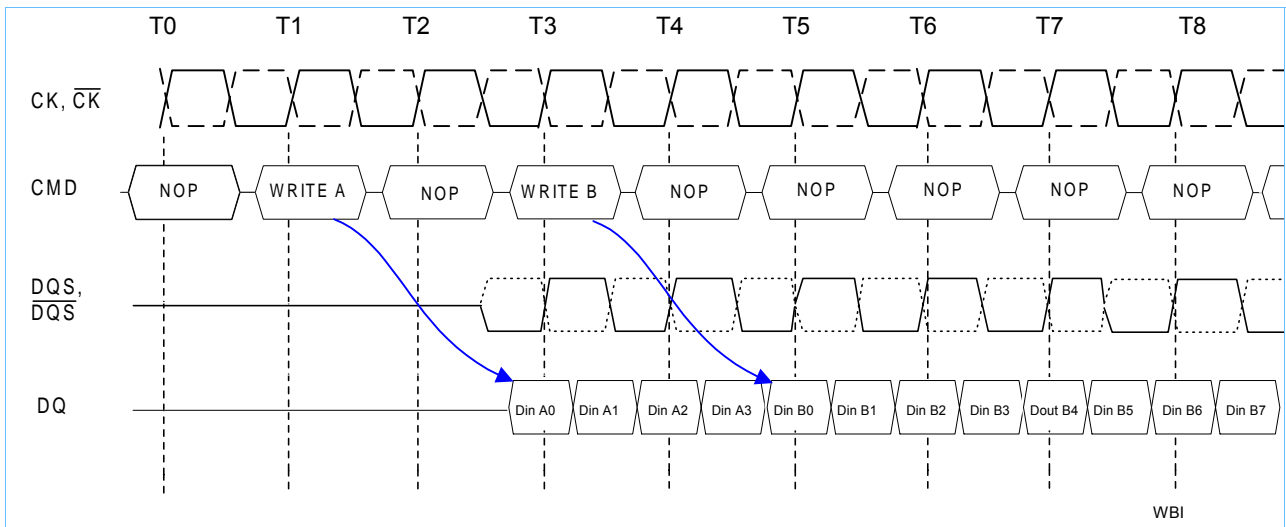 T0 T1 T2 T3 T4 T5 T6 T7 T8
CK, C̅K̅
CMD NOP WRITE A NOP WRITE B NOP NOP NOP NOP NOP
DQS,
D̅Q̅S̅
DQ Din A0 Din A1 Din A2 Din A3 Din B0 Din B1 Din B2 Din B3 Dout B4 Din B5 Din B6 Din B7
WBI